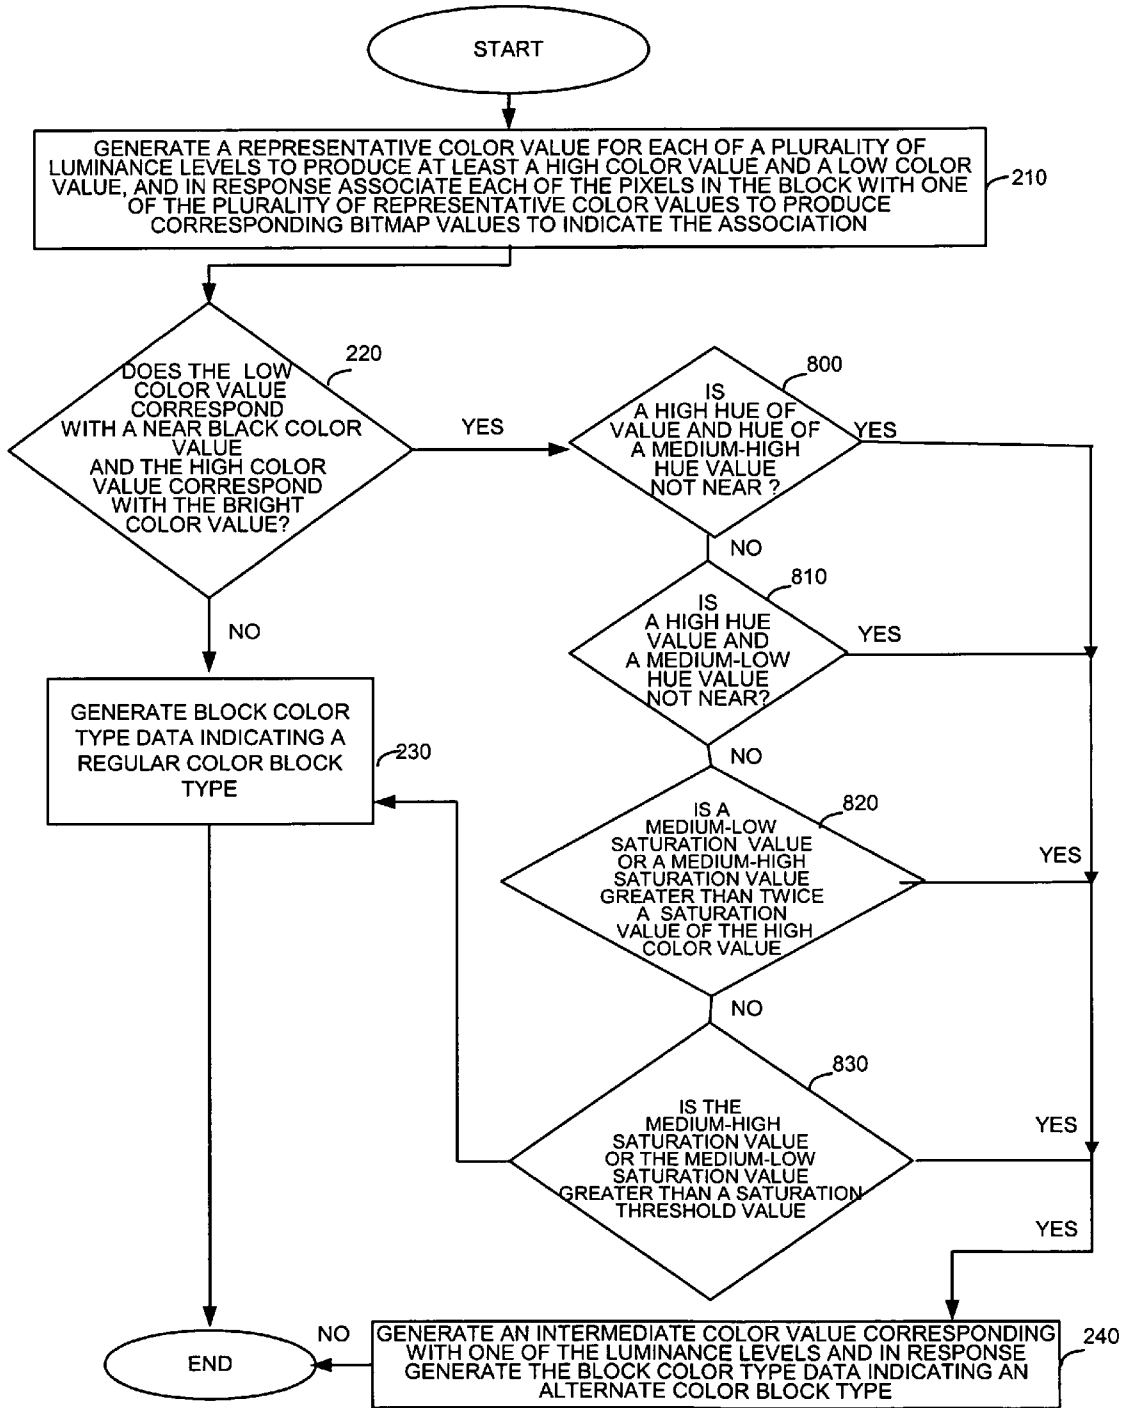 START
GENERATE A REPRESENTATIVE COLOR VALUE FOR EACH OF A PLURALITY OF
LUMINANCE LEVELS TO PRODUCE AT LEAST A HIGH COLOR VALUE AND A LOW COLOR
VALUE, AND IN RESPONSE ASSOCIATE EACH OF THE PIXELS IN THE BLOCK WITH ONE
OF THE PLURALITY OF REPRESENTATIVE COLOR VALUES TO PRODUCE
CORRESPONDING BITMAP VALUES TO INDICATE THE ASSOCIATION
210
220
DOES THE LOW
COLOR VALUE
CORRESPOND
WITH A NEAR BLACK COLOR
VALUE
AND THE HIGH COLOR
VALUE CORRESPOND
WITH THE BRIGHT
COLOR VALUE?
YES
NO
800
IS
A HIGH HUE OF
VALUE AND HUE OF
A MEDIUM-HIGH
HUE VALUE
NOT NEAR ?
YES
NO
810
IS
A HIGH HUE
VALUE AND
A MEDIUM-LOW
HUE VALUE
NOT NEAR?
YES
NO
GENERATE BLOCK COLOR
TYPE DATA INDICATING A
REGULAR COLOR BLOCK
TYPE
230
820
IS A
MEDIUM-LOW
SATURATION VALUE
OR A MEDIUM-HIGH
SATURATION VALUE
GREATER THAN TWICE
A SATURATION
VALUE OF THE HIGH
COLOR VALUE
YES
NO
830
IS THE
MEDIUM-HIGH
SATURATION VALUE
OR THE MEDIUM-LOW
SATURATION VALUE
GREATER THAN A SATURATION
THRESHOLD VALUE
YES
YES
END
NO
GENERATE AN INTERMEDIATE COLOR VALUE CORRESPONDING
WITH ONE OF THE LUMINANCE LEVELS AND IN RESPONSE
GENERATE THE BLOCK COLOR TYPE DATA INDICATING AN
ALTERNATE COLOR BLOCK TYPE
240